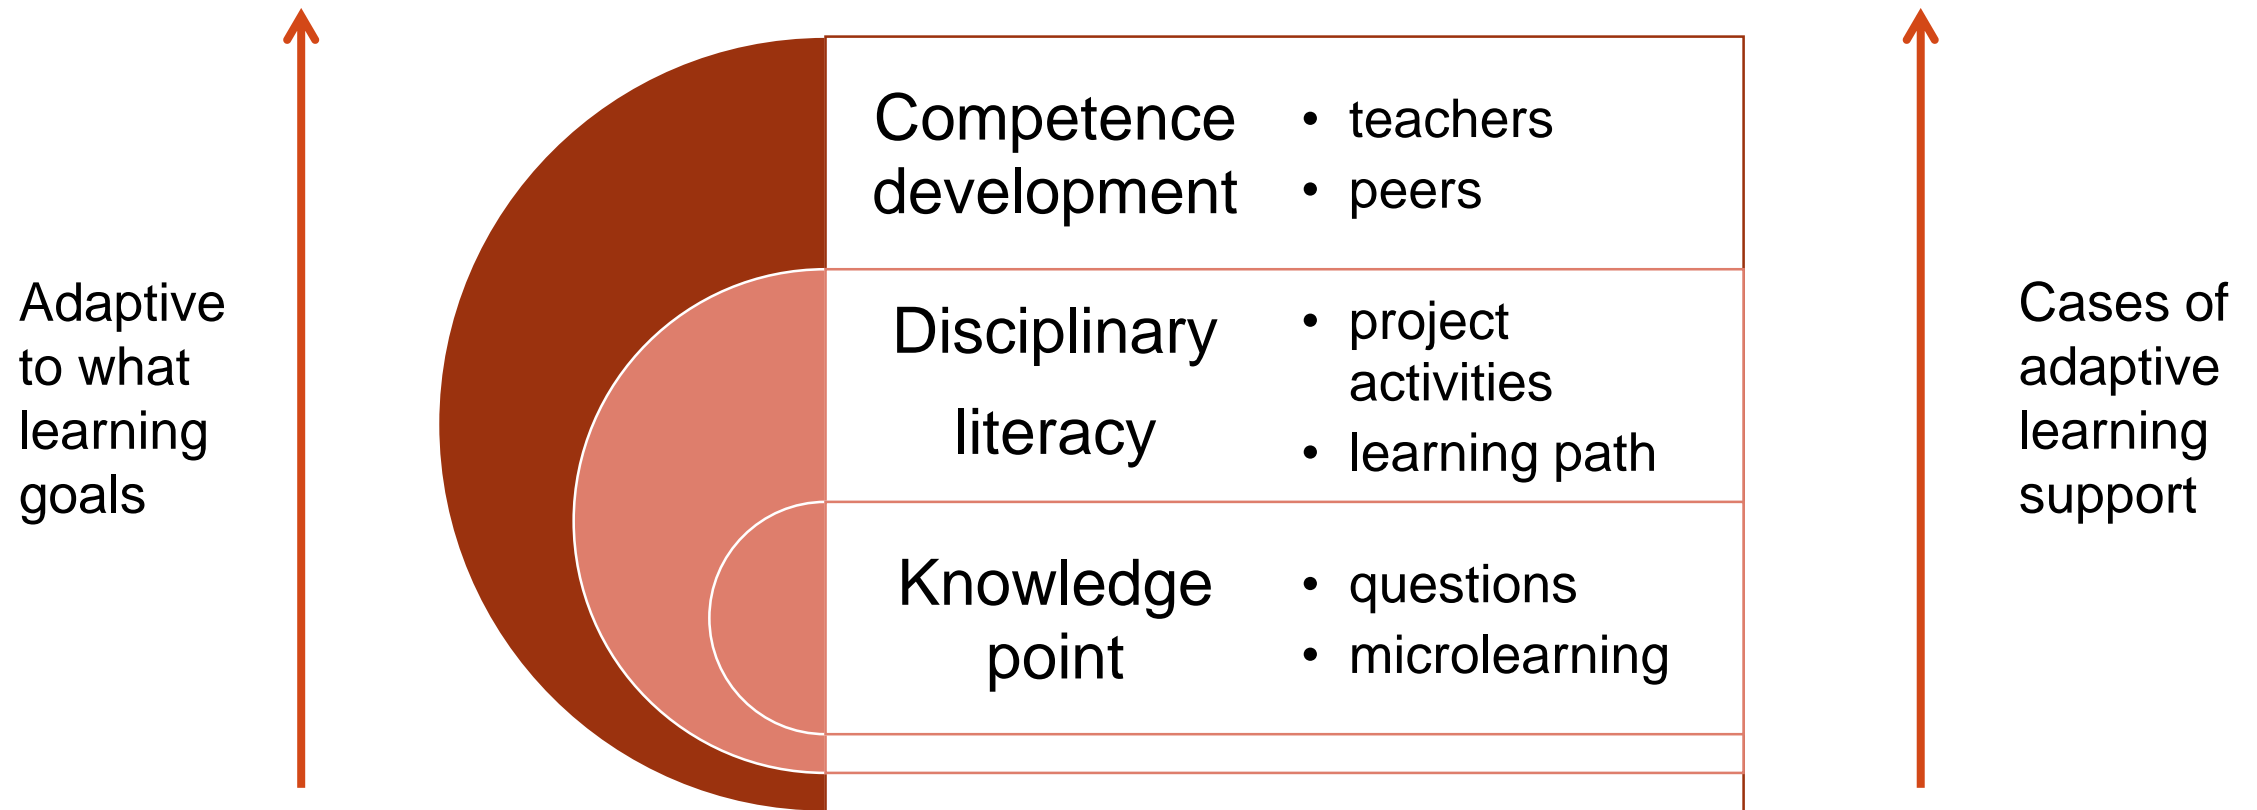 Adaptive
to what
learning
goals
Competence
development
• teachers
• peers
Disciplinary
literacy
• project
activities
• learning path
Knowledge
point
• questions
• microlearning
Cases of
adaptive
learning
support